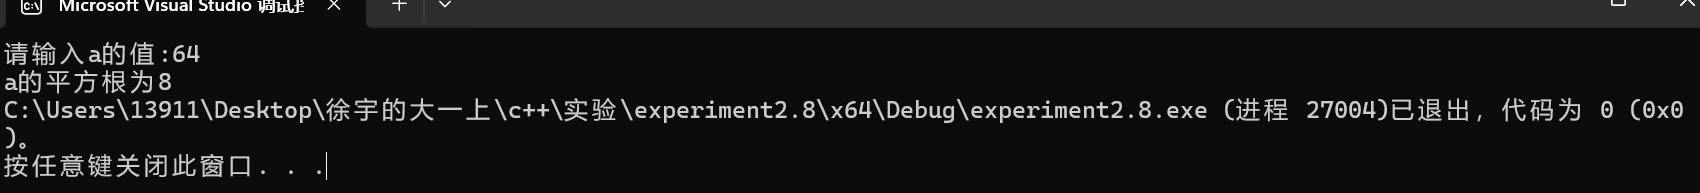 Microsoft Visual Studio 调试
请输入a的值:64
a的平方根为8
C:\Users\13911\Desktop\徐宇的大一上\c++\实验\experiment2.8\x64\Debug\experiment2.8.exe (进程 27004)已退出，代码为 0 (0x0
)。
按任意键关闭此窗口. . .